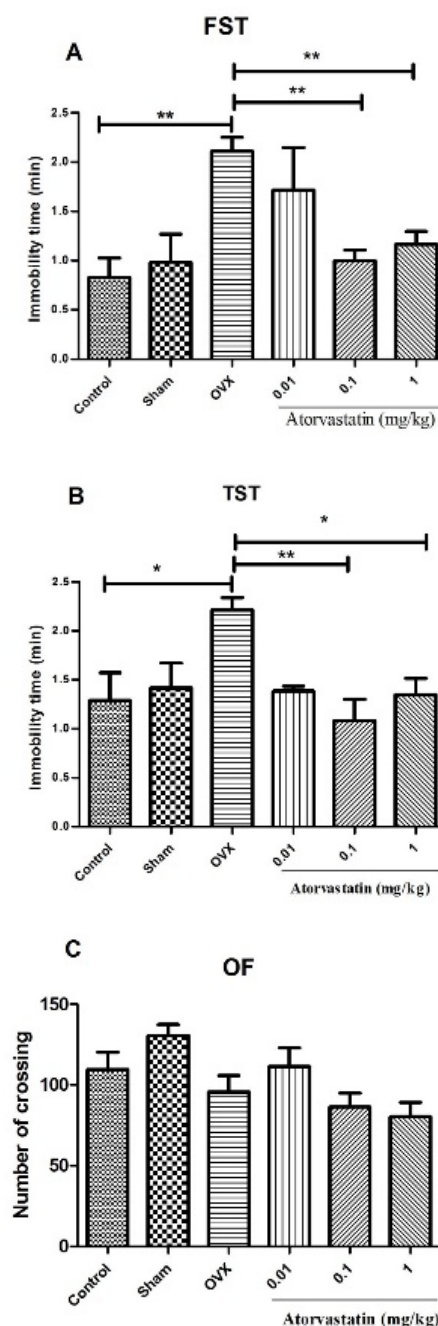 FST
A
**
**
**
Immobility time (min)
2.5
2.0
1.5
1.0
0.5
0.0
Control
Sham
OVX
0.01
0.1
1
Atorvastatin (mg/kg)
B
TST
*
**
*
Immobility time (min)
2.5
2.0
1.5
1.0
0.5
0.0
Control
Sham
OVX
0.01
0.1
1
Atorvastatin (mg/kg)
C
OF
Number of crossing
150
100
50
0
Control
Sham
OVX
0.01
0.1
1
Atorvastatin (mg/kg)